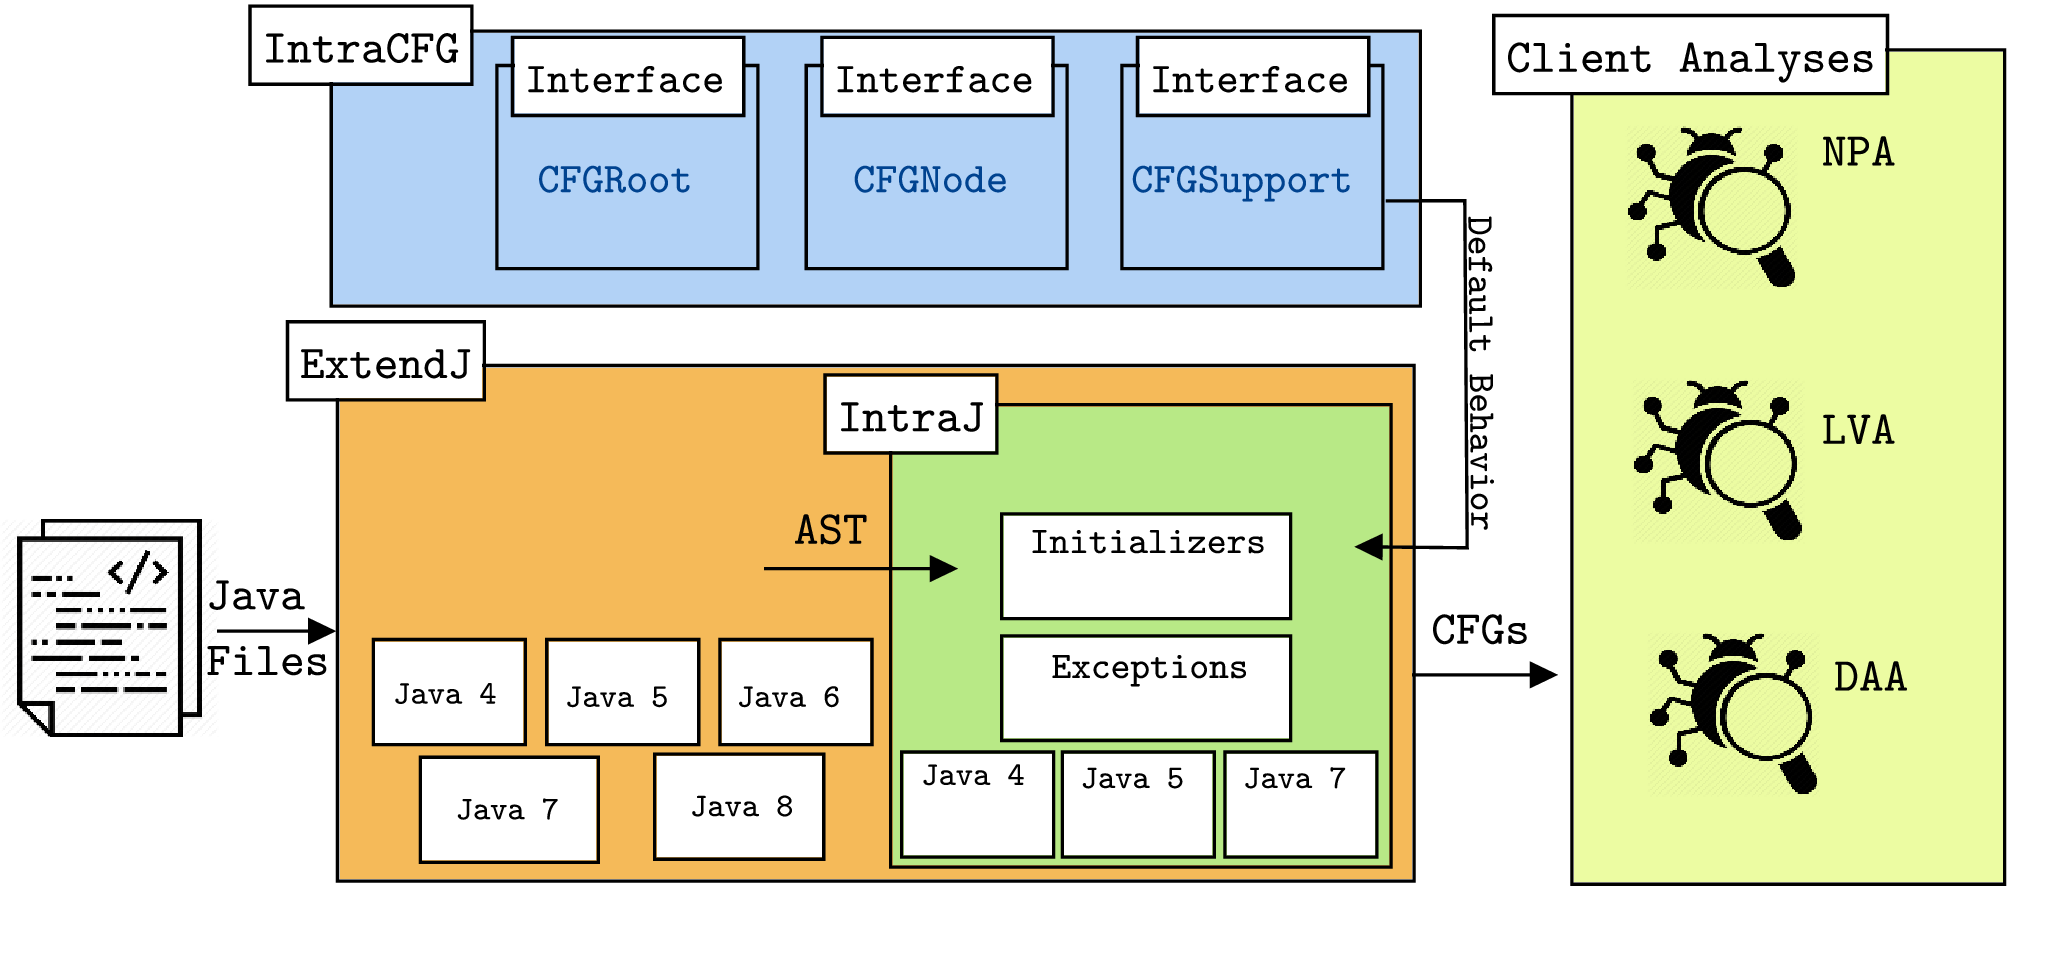 IntraCFG
Interface
CFGRoot
Interface
CFGNode
Interface
CFGSupport
Default Behavior
Client Analyses
NPA
LVA
DAA
ExtendJ
IntraJ
</>
Java
Files
AST
Initializers
Exceptions
Java 4
Java 5
Java 6
Java 7
Java 8
Java 4
Java 5
Java 7
CFGs